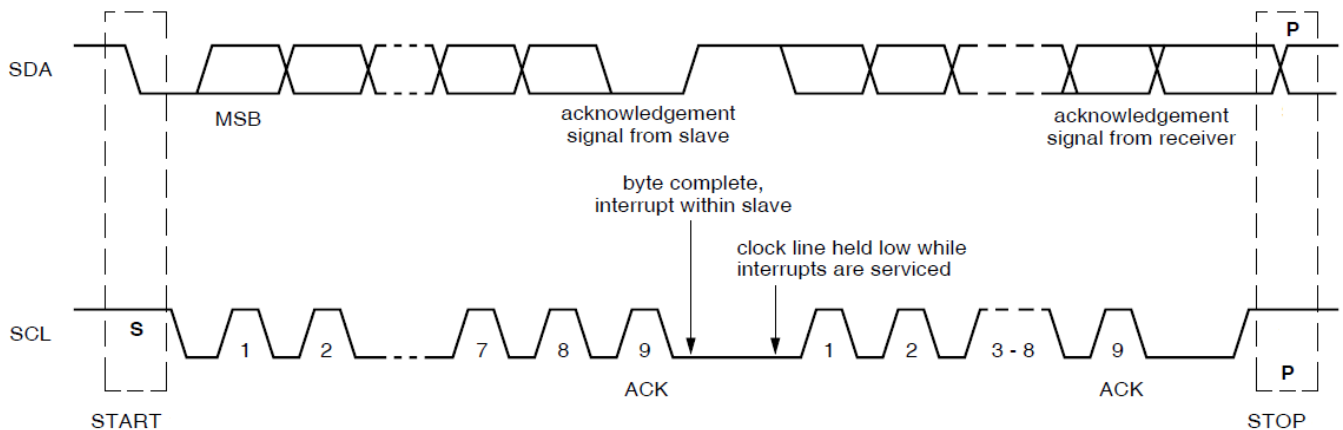 P
SDA
MSB
acknowledgement
signal from slave
acknowledgement
signal from receiver
byte complete,
interrupt within slave
clock line held low while
interrupts are serviced
SCL
S
1
2
7
8
9
1
2
3 - 8
9
P
ACK
ACK
START
STOP